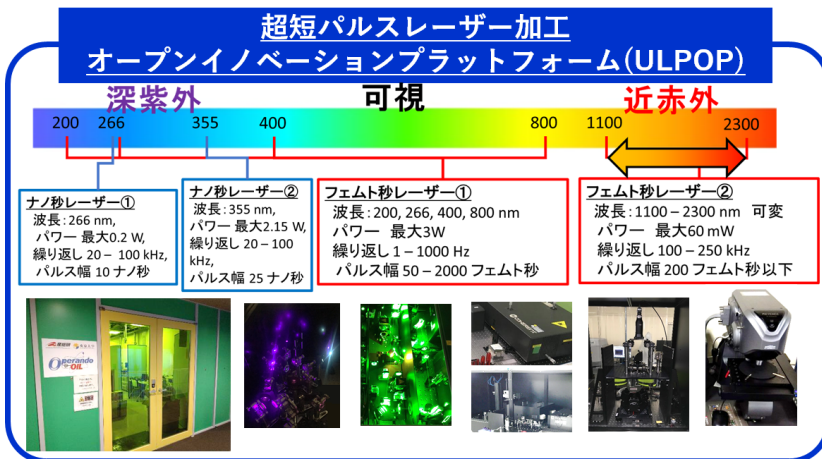 超短パルスレーザー加工
オープンイノベーションプラットフォーム(ULPOP)
深紫外
可視
近赤外
200
266
355
400
800
1100
2300
ナノ秒レーザー①
波長:266 nm,
パワー 最大0.2 W,
繰り返し 20 – 100 kHz,
パルス幅 10 ナノ秒
ナノ秒レーザー②
波長:355 nm,
パワー 最大2.15 W,
繰り返し 20 – 100
kHz,
パルス幅 25 ナノ秒
フェムト秒レーザー①
波長:200, 266, 400, 800 nm
パワー 最大3W
繰り返し 1 – 1000 Hz
パルス幅 50 – 2000 フェムト秒
フェムト秒レーザー②
波長:1100 – 2300 nm 可変
パワー 最大60 mW
繰り返し 100 – 250 kHz
パルス幅 200 フェムト秒以下
Operando
OIL